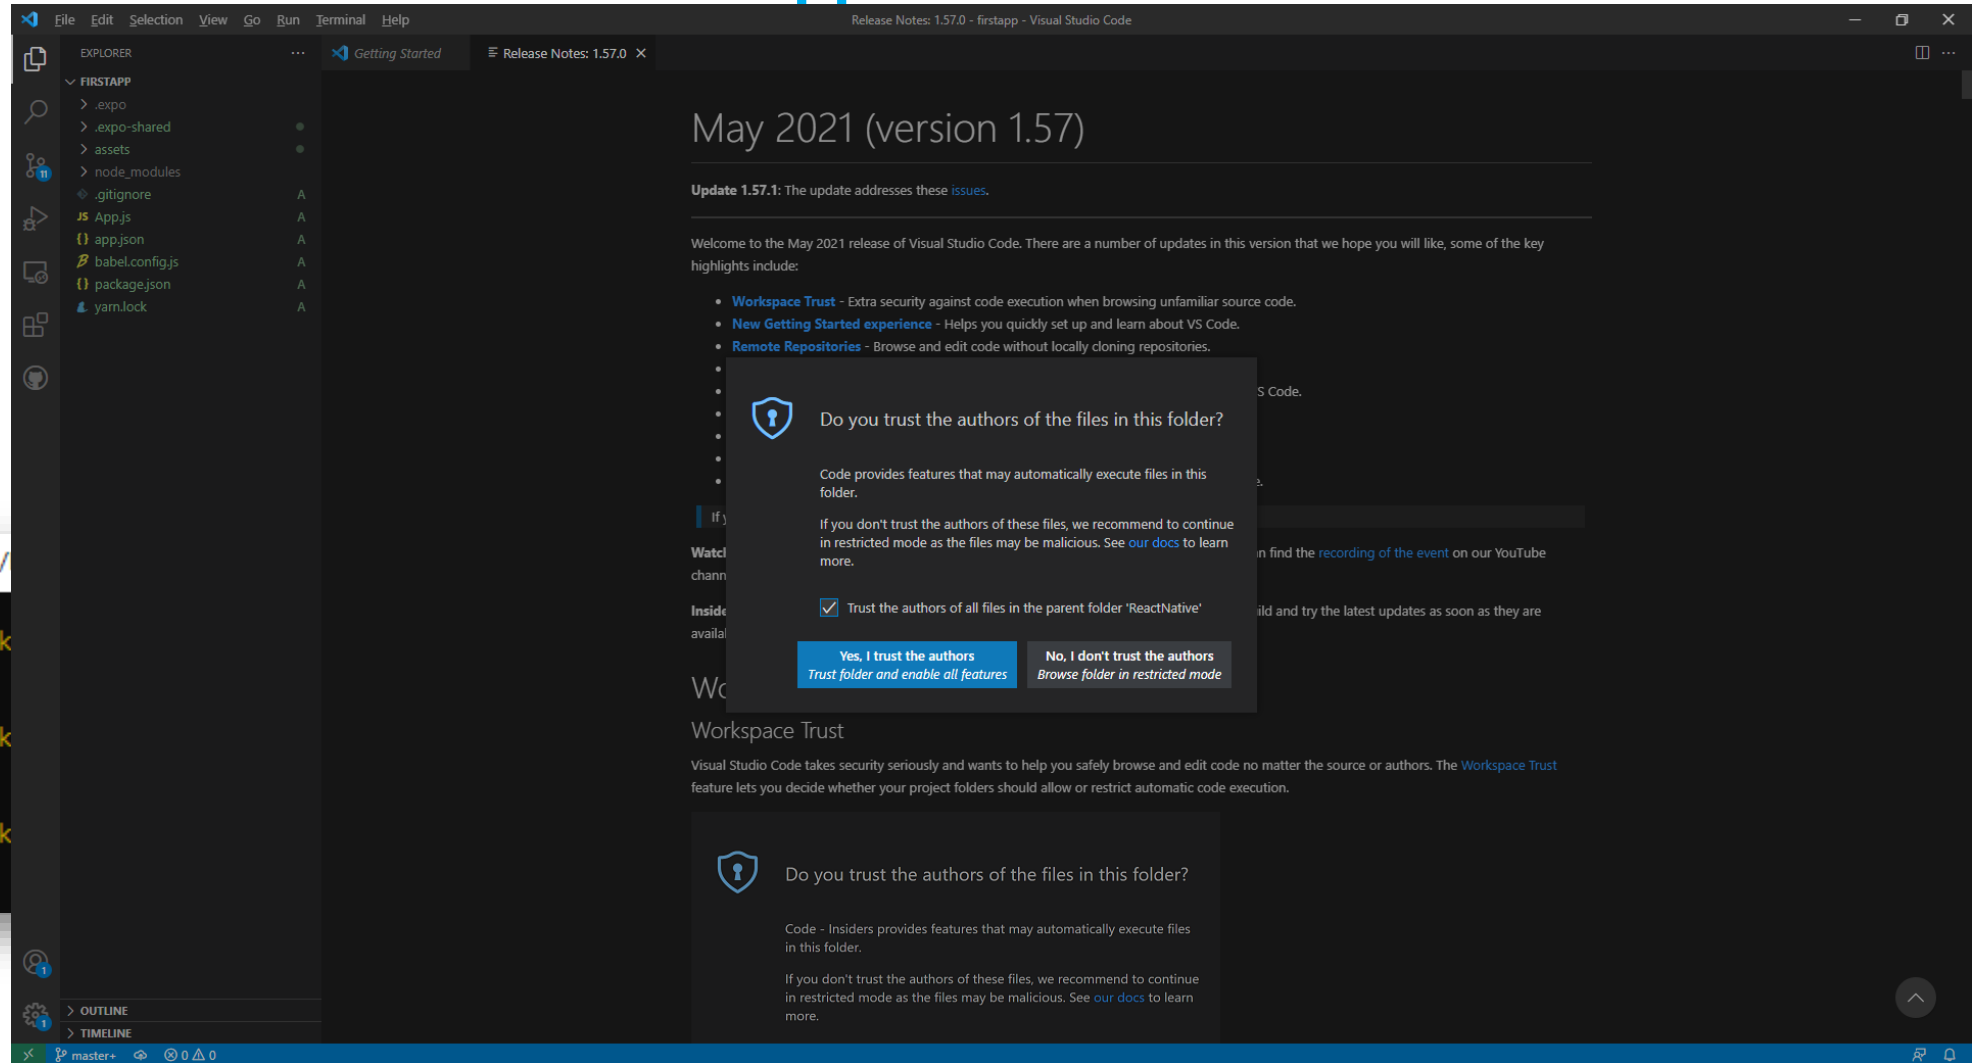 File Edit Selection View Go Run Terminal Help
Release Notes: 1.57.0 - firstapp - Visual Studio Code
EXPLORER
Getting Started
Release Notes: 1.57.0
FIRSTAPP
.expo
.expo-shared
assets
node_modules
.gitignore A
JS App.js A
{} app.json A
babel.config.js A
{} package.json A
yarn.lock A
11
OUTLINE
TIMELINE
1
1
May 2021 (version 1.57)
Update 1.57.1: The update addresses these issues.
Welcome to the May 2021 release of Visual Studio Code. There are a number of updates in this version that we hope you will like, some of the key
highlights include:
• Workspace Trust - Extra security against code execution when browsing unfamiliar source code.
• New Getting Started experience - Helps you quickly set up and learn about VS Code.
• Remote Repositories - Browse and edit code without locally cloning repositories.
S Code.
If
n find the recording of the event on our YouTube
ild and try the latest updates as soon as they are
Do you trust the authors of the files in this folder?
Code provides features that may automatically execute files in this
folder.
If you don't trust the authors of these files, we recommend to continue
in restricted mode as the files may be malicious. See our docs to learn
more.
Trust the authors of all files in the parent folder 'ReactNative'
Yes, I trust the authors
Trust folder and enable all features
No, I don't trust the authors
Browse folder in restricted mode
Workspace Trust
Visual Studio Code takes security seriously and wants to help you safely browse and edit code no matter the source or authors. The Workspace Trust
feature lets you decide whether your project folders should allow or restrict automatic code execution.
Do you trust the authors of the files in this folder?
Code - Insiders provides features that may automatically execute files
in this folder.
If you don't trust the authors of these files, we recommend to continue
in restricted mode as the files may be malicious. See our docs to learn
more.
master+ 0 0